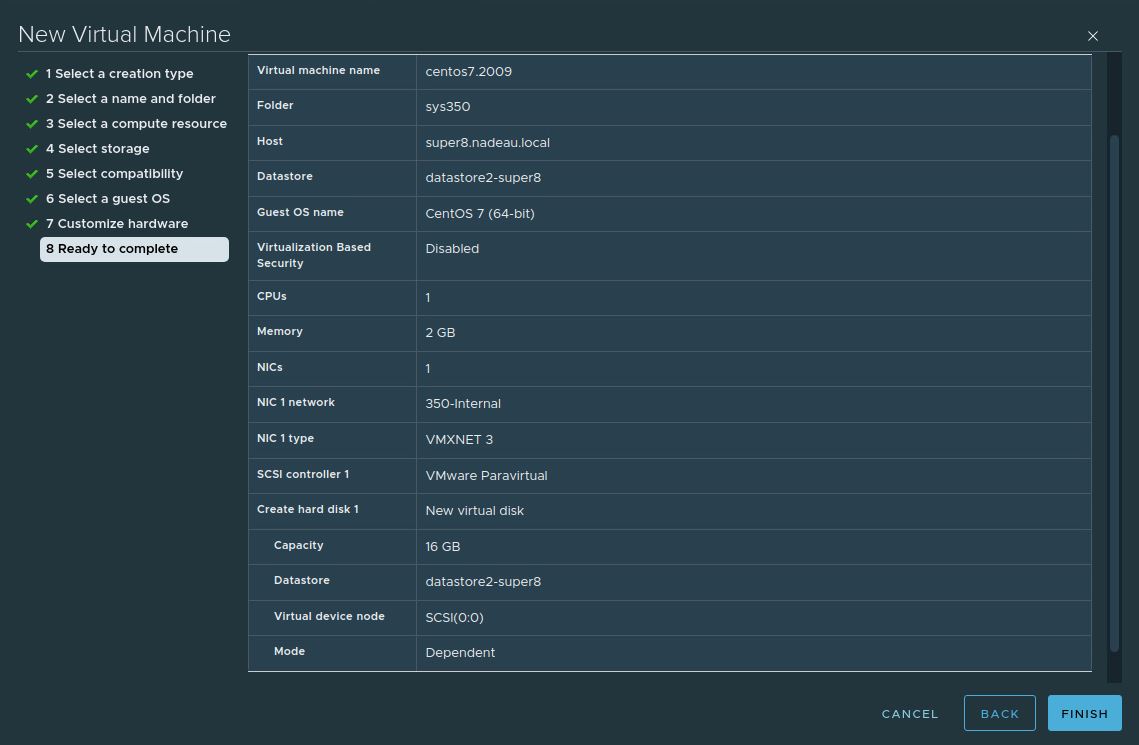 New Virtual Machine
1 Select a creation type
2 Select a name and folder
3 Select a compute resource
4 Select storage
5 Select compatibility
6 Select a guest OS
7 Customize hardware
8 Ready to complete
Virtual machine name centos7.2009
Folder sys350
Host super8.nadeau.local
Datastore datastore2-super8
Guest OS name CentOS 7 (64-bit)
Virtualization Based Disabled
Security
CPUs 1
Memory 2 GB
NICs 1
NIC 1 network 350-Internal
NIC 1 type VMXNET 3
SCSI controller 1 VMware Paravirtual
Create hard disk 1 New virtual disk
Capacity 16 GB
Datastore datastore2-super8
Virtual device node SCSI(0:0)
Mode Dependent
CANCEL BACK FINISH